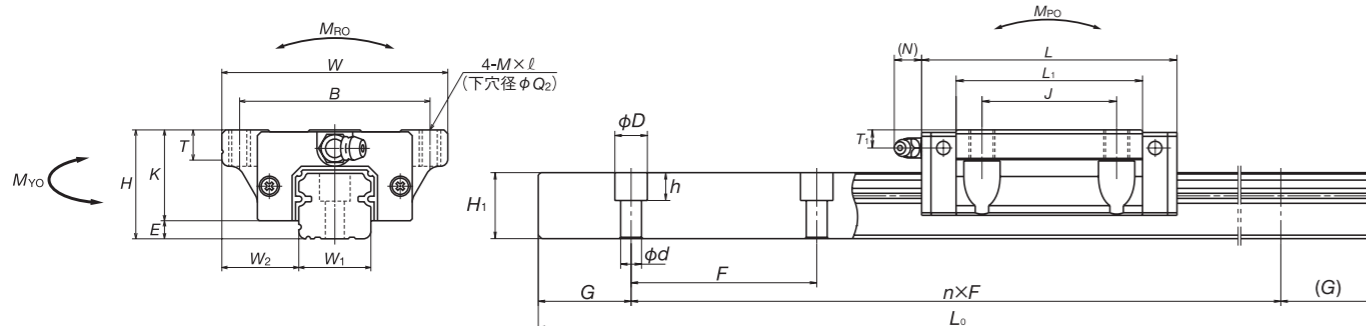 MRO
W
B
4-M×ℓ
(下穴径φQ2)
T
K
H
E
MYO
W2
W1
MPO
(N)
L
L1
J
T1
φD
h
H1
φd
F
G
n×F
(G)
L0